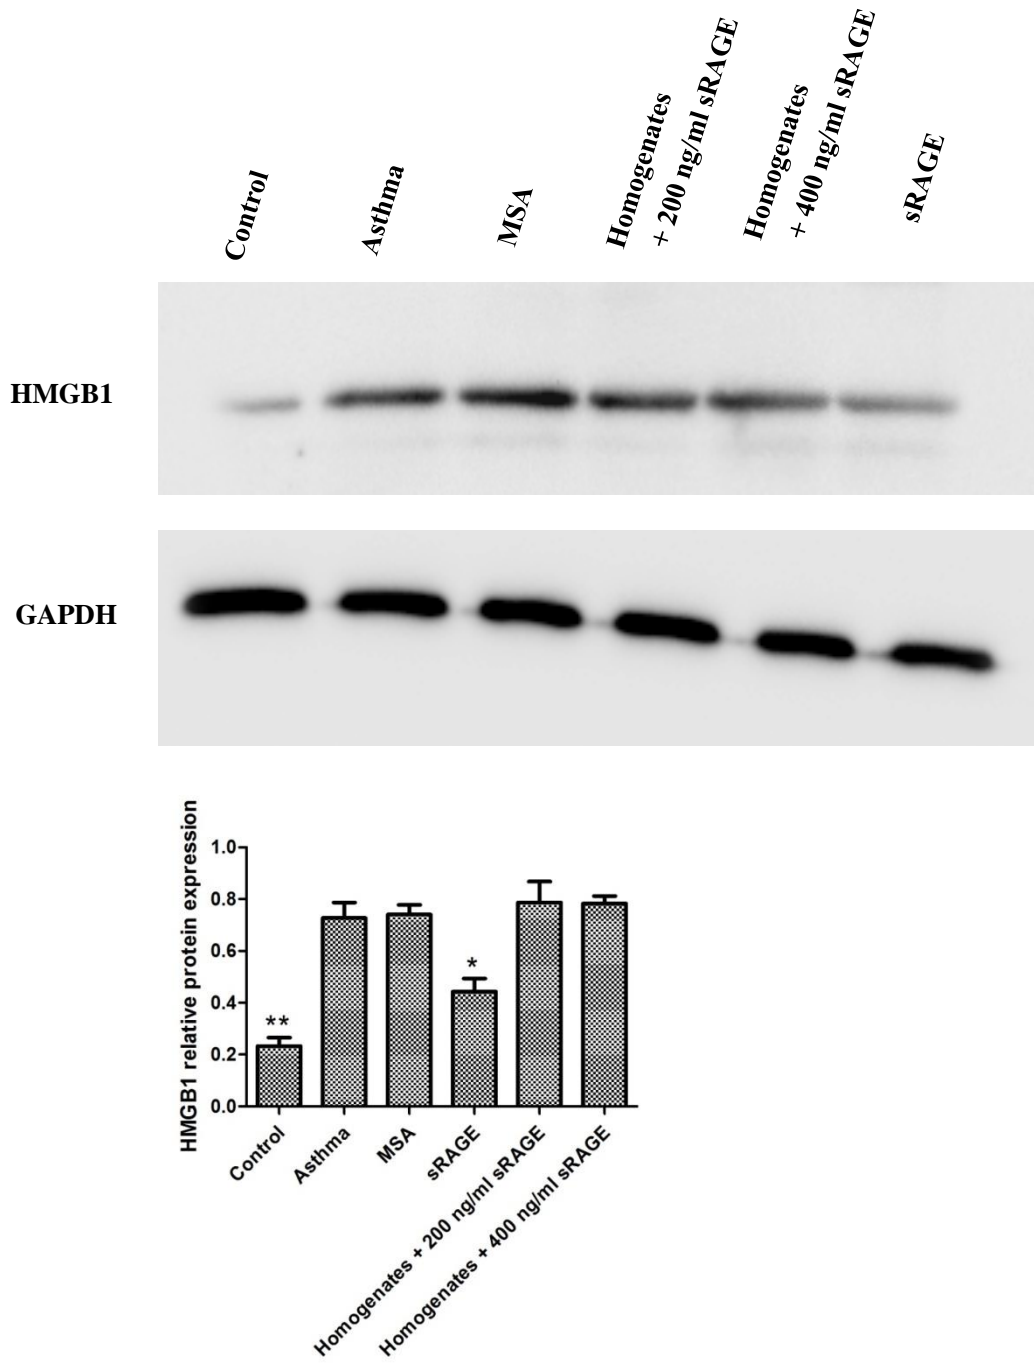 Control
Asthma
MSA
Homogenates
+ 200 ng/ml sRAGE
Homogenates
+ 400 ng/ml sRAGE
sRAGE
HMGB1
GAPDH
HMGB1 relative protein expression
1.0
0.8
0.6
0.4
0.2
0.0
**
*
Control
Asthma
MSA
sRAGE
Homogenates + 200 ng/ml sRAGE
Homogenates + 400 ng/ml sRAGE